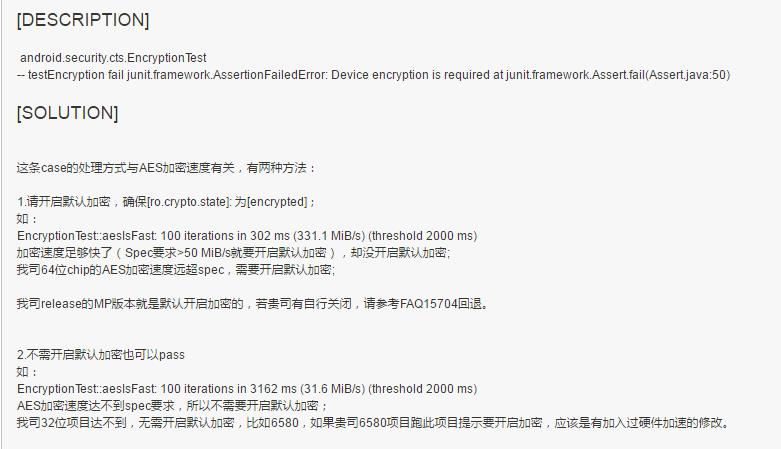 [DESCRIPTION]
android.security.cts.EncryptionTest
-- testEncryption fail junit.framework.AssertionFailedError: Device encryption is required at junit.framework.Assert.fail(Assert.java:50)
[SOLUTION]
这条case的处理方式与AES加密速度有关，有两种方法：
1.请开启默认加密，确保[ro.crypto.state]: 为[encrypted]；
如：
EncryptionTest::aesIsFast: 100 iterations in 302 ms (331.1 MiB/s) (threshold 2000 ms)
加密速度足够快了（Spec要求>50 MiB/s就要开启默认加密），却没开启默认加密;
我司64位chip的AES加密速度远超spec，需要开启默认加密;
我司release的MP版本就是默认开启加密的，若贵司有自行关闭，请参考FAQ15704回退。
2.不需开启默认加密也可以pass
如：
EncryptionTest::aesIsFast: 100 iterations in 3162 ms (31.6 MiB/s) (threshold 2000 ms)
AES加密速度达不到spec要求，所以不需要开启默认加密；
我司32位项目达不到，无需开启默认加密，比如6580，如果贵司6580项目跑此项目提示要开启加密，应该是有加入过硬件加速的修改。